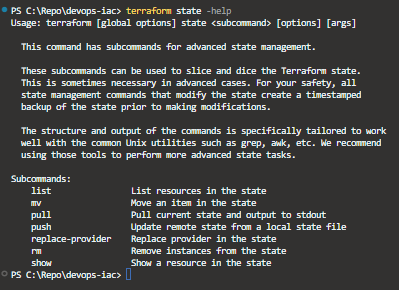 PS C:\Repo\devops-iac> terraform state -help
Usage: terraform [global options] state <subcommand> [options] [args]
This command has subcommands for advanced state management.
These subcommands can be used to slice and dice the Terraform state.
This is sometimes necessary in advanced cases. For your safety, all
state management commands that modify the state create a timestamped
backup of the state prior to making modifications.
The structure and output of the commands is specifically tailored to work
well with the common Unix utilities such as grep, awk, etc. We recommend
using those tools to perform more advanced state tasks.
Subcommands:
list List resources in the state
mv Move an item in the state
pull Pull current state and output to stdout
push Update remote state from a local state file
replace-provider Replace provider in the state
rm Remove instances from the state
show Show a resource in the state
PS C:\Repo\devops-iac>